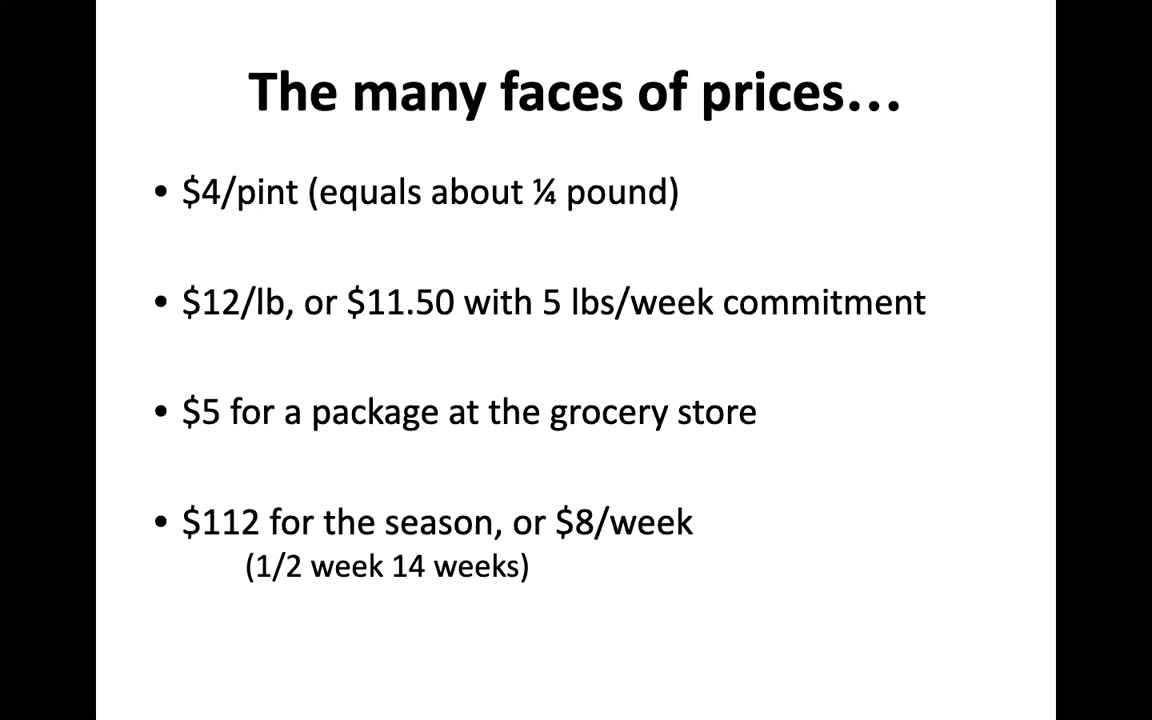 The many faces of prices…
• $4/pint (equals about ¼ pound)
• $12/lb, or $11.50 with 5 lbs/week commitment
• $5 for a package at the grocery store
• $112 for the season, or $8/week
(1/2 week 14 weeks)